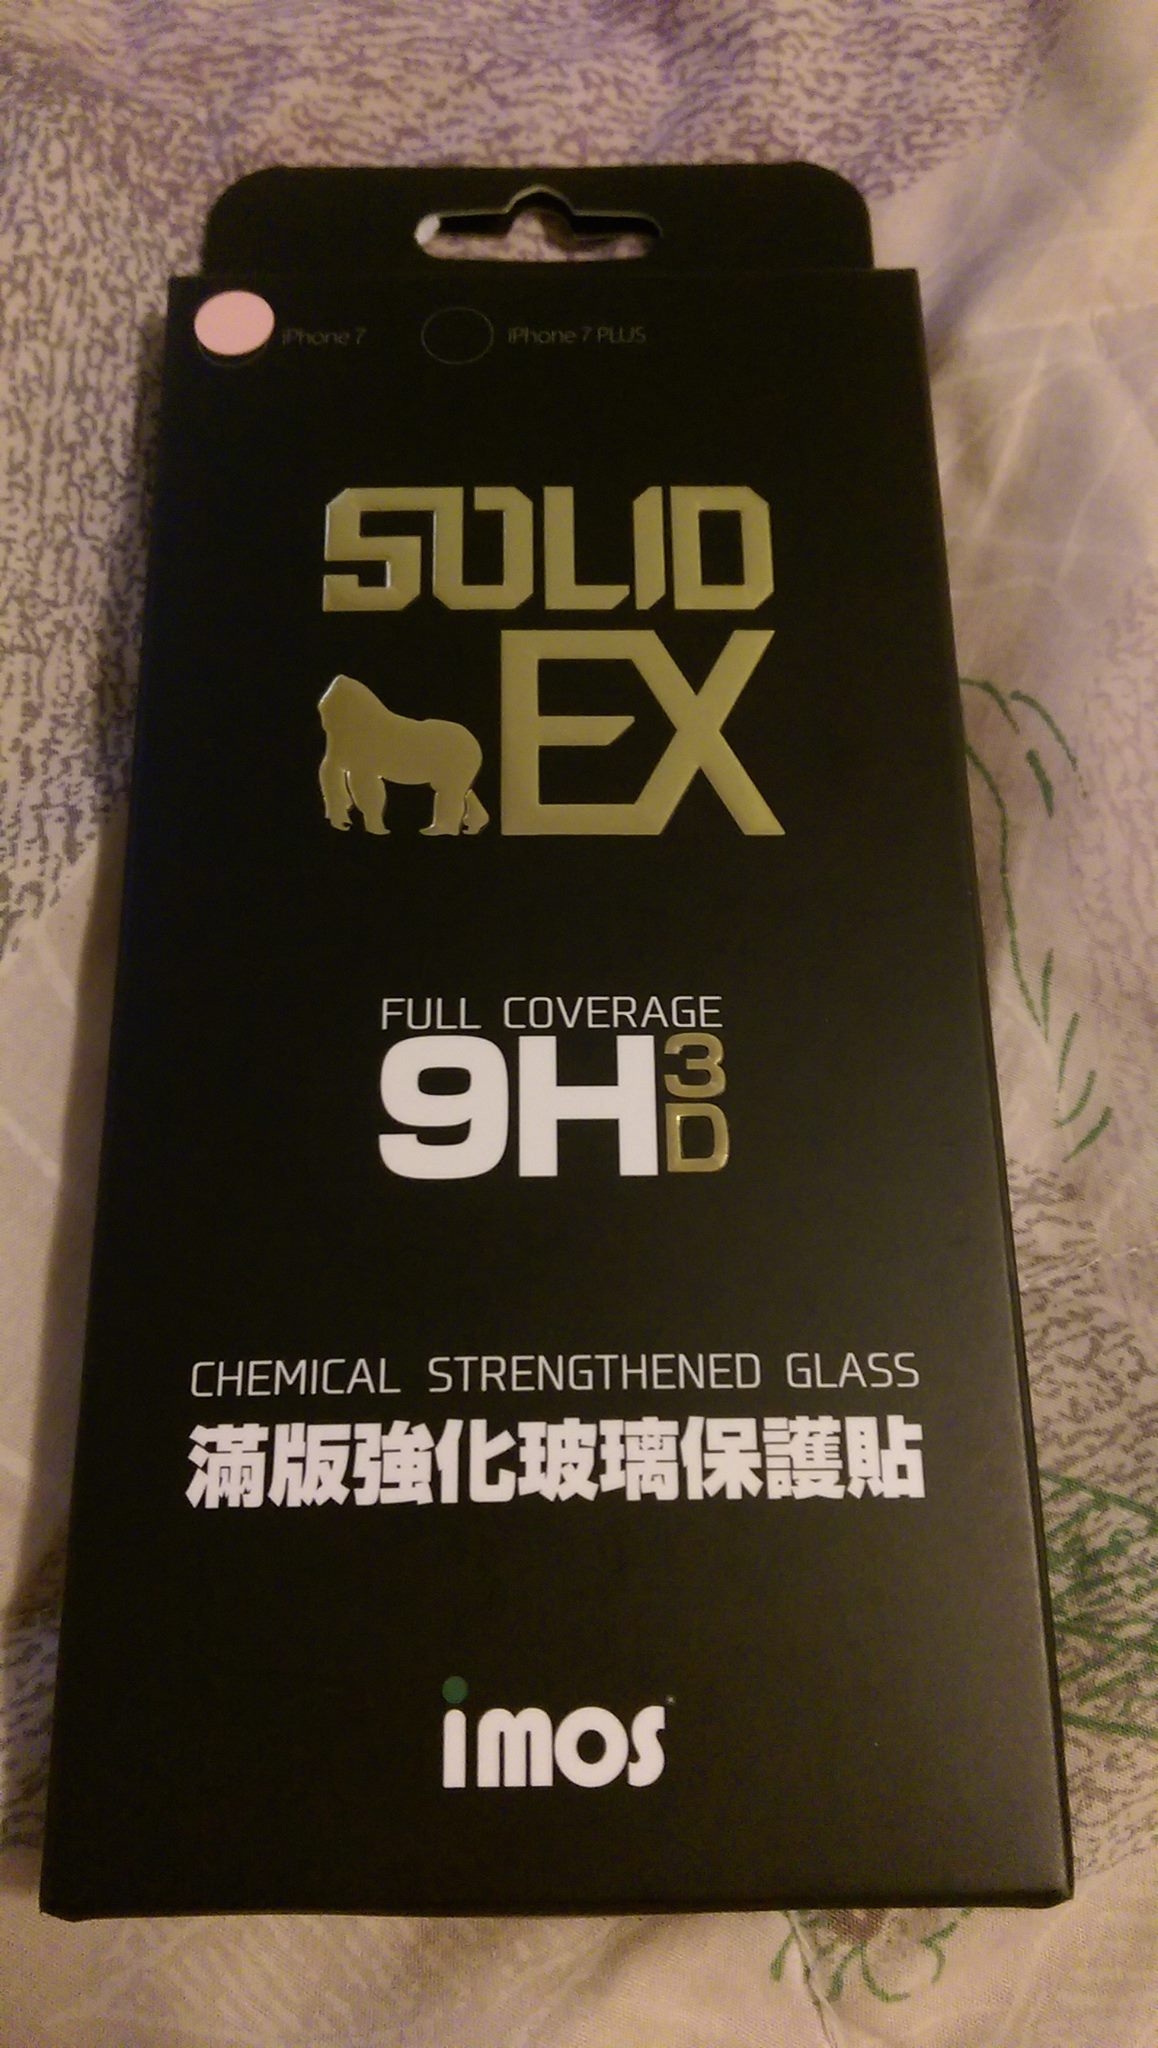 iPhone 7 iPhone 7 PLUS
SOLID
EX
FULL COVERAGE
9H 3D
CHEMICAL STRENGTHENED GLASS
滿版強化玻璃保護貼
imos